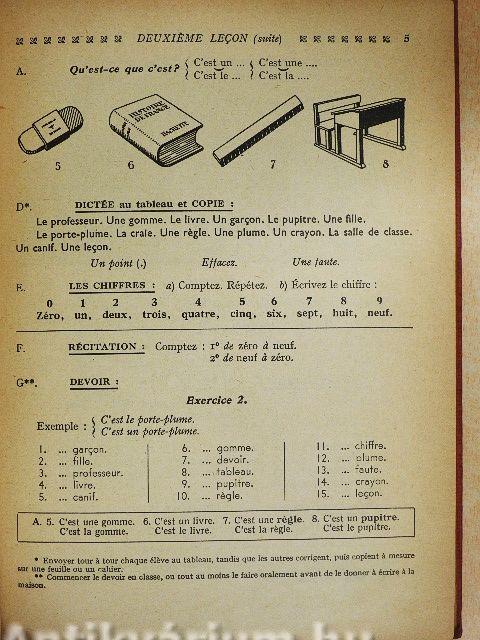 DEUXIÈME LEÇON (suite) 5
A. Qu'est-ce que c'est? C'est un ... C'est une ....
C'est le ... C'est la ....
HISTOIRE DE FRANCE
HACHETTE
5 6 7 8
D*. DICTÉE au tableau et COPIE :
Le professeur. Une gomme. Le livre. Un garçon. Le pupitre. Une fille.
Le porte-plume. La craie. Une règle. Une plume. Un crayon. La salle de classe.
Un canif. Une leçon.
Un point (.) Effacez. Une faute.
E. LES CHIFFRES : a) Comptez. Répétez. b) Écrivez le chiffre :
0 1 2 3 4 5 6 7 8 9
Zéro, un, deux, trois, quatre, cinq, six, sept, huit, neuf.
F. RÉCITATION : Comptez : 1º de zéro à neuf.
2º de neuf à zéro.
G**. DEVOIR :
Exercice 2.
Exemple : C'est le porte-plume.
C'est un porte-plume.
1. ... garçon. 6. ... gomme. 11. ... chiffre.
2. ... fille. 7. ... devoir. 12. ... plume.
3. ... professeur. 8. ... tableau. 13. ... faute.
4. ... livre. 9. ... pupitre. 14. ... crayon.
5. ... canif. 10. ... règle. 15. ... leçon.
A. 5. C'est une gomme. 6. C'est un livre. 7. C'est une règle. 8. C'est un pupitre.
C'est la gomme. C'est le livre. C'est la règle. C'est le pupitre.
* Envoyer tour à tour chaque élève au tableau, tandis que les autres corrigent, puis copient à mesure
sur une feuille ou un cahier.
** Commencer le devoir en classe, ou tout au moins le faire oralement avant de le donner à écrire à la
maison.
Antikvárium.hu